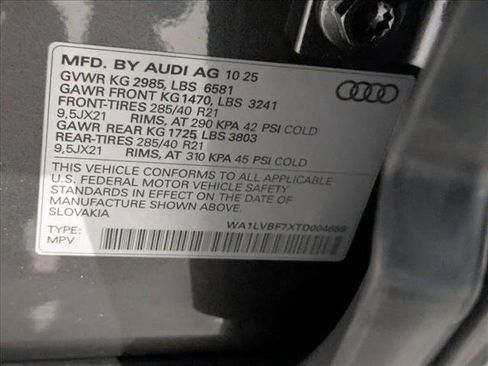 MFD. BY AUDI AG 10 25
GVWR KG 2985, LBS 6581
GAWR FRONT KG 1470, LBS 3241
FRONT-TIRES 285/40 R21
9,5JX21 RIMS, AT 290 KPA 42 PSI COLD
GAWR REAR KG 1725 LBS 3803
REAR-TIRES 285/40 R21
9,5JX21 RIMS, AT 310 KPA 45 PSI COLD
THIS VEHICLE CONFORMS TO ALL APPLICABLE
U.S. FEDERAL MOTOR VEHICLE SAFETY
STANDARDS IN EFFECT ON THE DATE OF
MANUFACTURE SHOWN ABOVE.
SLOVAKIA
WA1LVBF7XTD004669
TYPE:
MPV